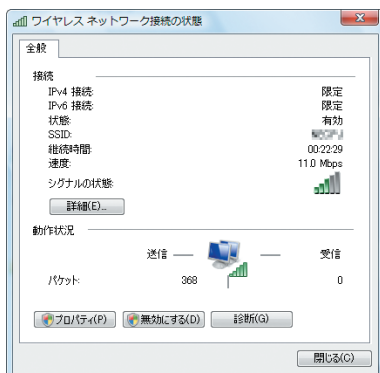 ワイヤレス ネットワーク接続の状態
全般
接続
IPv4 接続: 限定
IPv6 接続: 限定
状態: 有効
SSID:
継続時間: 00:22:29
速度: 11.0 Mbps
シグナルの状態:
詳細(E)...
動作状況
送信 受信
パケット: 368 0
プロパティ(P) 無効にする(D) 診断(G)
閉じる(C)